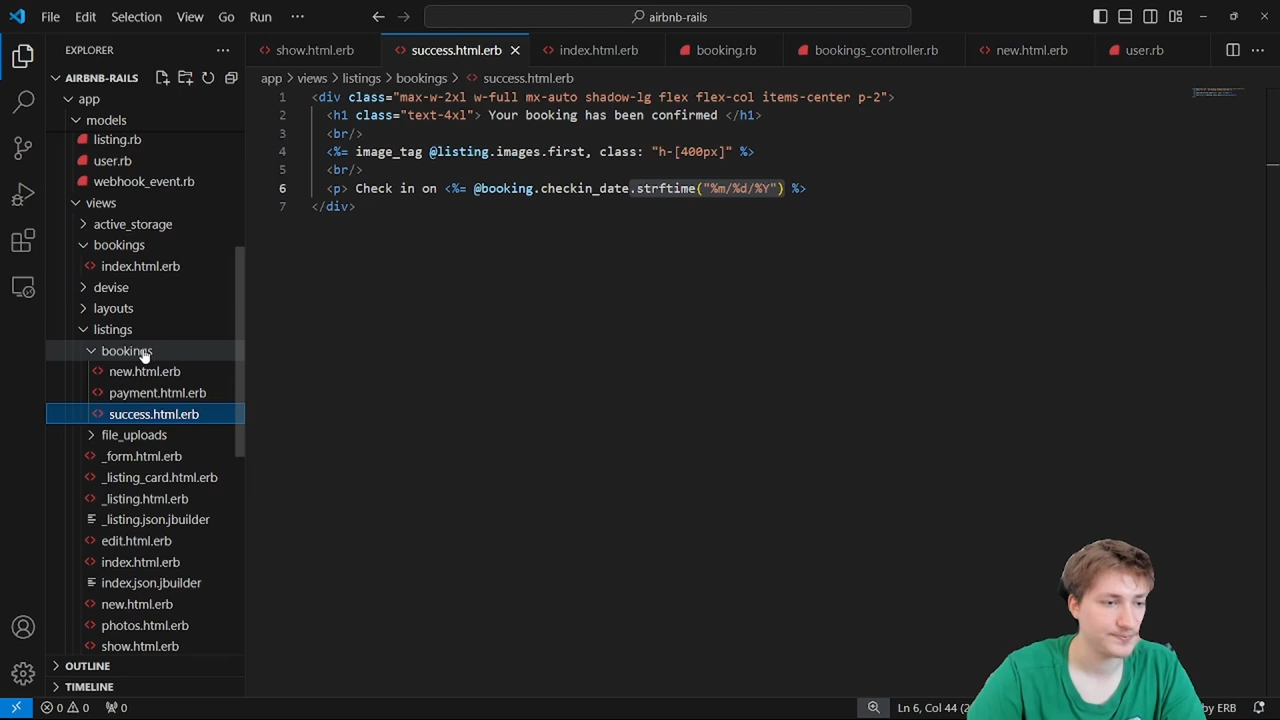 File Edit Selection View Go Run ··· airbnb-rails
EXPLORER ···
show.html.erb success.html.erb index.html.erb booking.rb bookings_controller.rb new.html.erb user.rb ···
AIRBNB-RAILS
app > views > listings > bookings > success.html.erb
app
models
listing.rb
user.rb
webhook_event.rb
views
active_storage
bookings
index.html.erb
devise
layouts
listings
bookings
new.html.erb
payment.html.erb
success.html.erb
file_uploads
_form.html.erb
_listing_card.html.erb
_listing.html.erb
_listing.json.jbuilder
edit.html.erb
index.html.erb
index.json.jbuilder
new.html.erb
photos.html.erb
show.html.erb
OUTLINE
TIMELINE
1 <div class="max-w-2xl w-full mx-auto shadow-lg flex flex-col items-center p-2">
2 <h1 class="text-4xl"> Your booking has been confirmed </h1>
3 <br/>
4 <%= image_tag @listing.images.first, class: "h-[400px]" %>
5 <br/>
6 <p> Check in on <%= @booking.checkin_date.strftime("%m/%d/%Y") %>
7 </div>
0 0 0 Ln 6, Col 44 by ERB